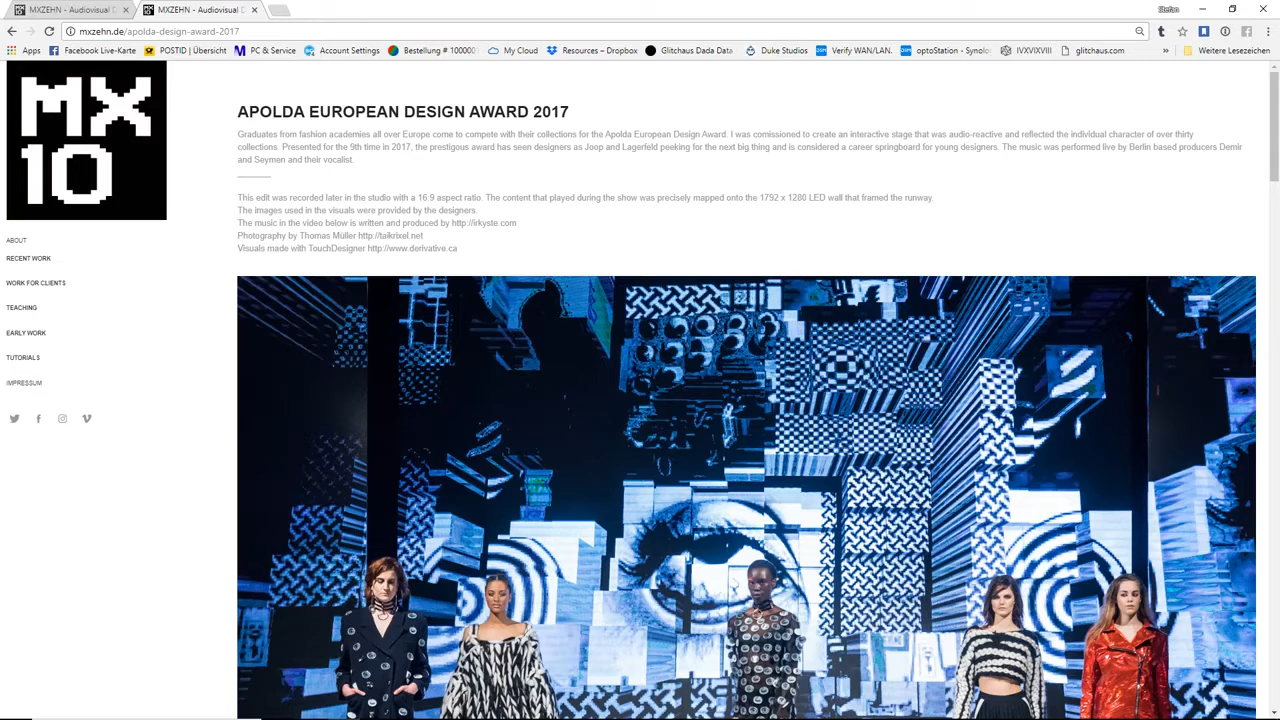 MXZEHN - Audiovisual D
MXZEHN - Audiovisual D
Stefan
mxzehn.de/apolda-design-award-2017
Apps
Facebook Live-Karte
POSTID | Übersicht
PC & Service
Account Settings
Bestellung # 100000
My Cloud
Resources – Dropbox
Glitchaus Data Data
Duke Studios
Verw. WAN/LAN.
optoStation - Synolo
IVXVIXVIII
glitchaus.com
»
Weitere Lesezeichen
MX
10
ABOUT
RECENT WORK
WORK FOR CLIENTS
TEACHING
EARLY WORK
TUTORIALS
IMPRESSUM
APOLDA EUROPEAN DESIGN AWARD 2017
Graduates from fashion academies all over Europe come to compete with their collections for the Apolda European Design Award. I was comissioned to create an interactive stage that was audio-reactive and reflected the individual character of over thirty
collections. Presented for the 9th time in 2017, the prestigious award has seen designers as Joop and Lagerfeld peeking for the next big thing and is considered a career springboard for young designers. The music was performed live by Berlin based producers Demir
and Seymen and their vocalist.
This edit was recorded later in the studio with a 16:9 aspect ratio. The content that played during the show was precisely mapped onto the 1792 x 1280 LED wall that framed the runway.
The images used in the visuals were provided by the designers.
The music in the video below is written and produced by http://irkyste.com
Photography by Thomas Müller http://taikrixel.net
Visuals made with TouchDesigner http://www.derivative.ca